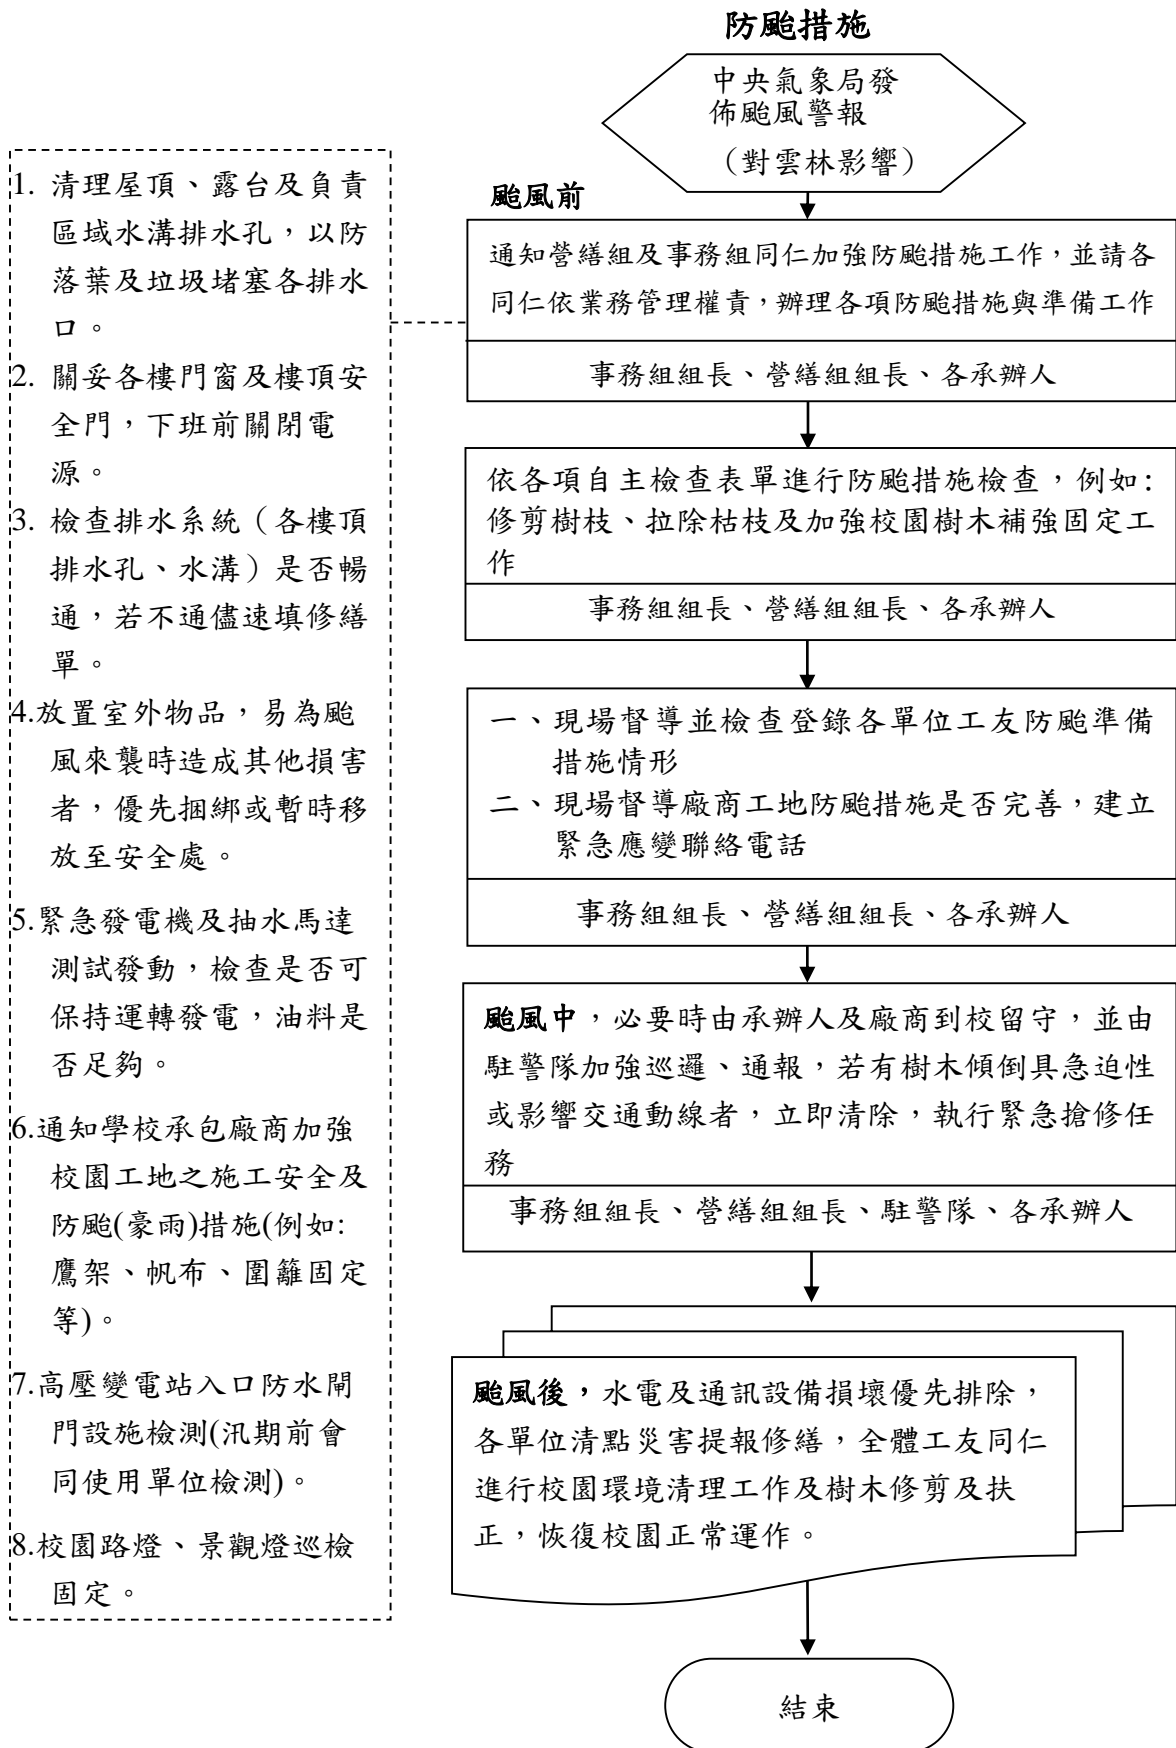 防颱措施
中央氣象局發
佈颱風警報
（對雲林影響）
颱風前
通知營繕組及事務組同仁加強防颱措施工作，並請各
同仁依業務管理權責，辦理各項防颱措施與準備工作
事務組組長、營繕組組長、各承辦人
1. 清理屋頂、露台及負責
區域水溝排水孔，以防
落葉及垃圾堵塞各排水
口。
2. 關妥各樓門窗及樓頂安
全門，下班前關閉電
源。
3. 檢查排水系統（各樓頂
排水孔、水溝）是否暢
通，若不通儘速填修繕
單。
4.放置室外物品，易為颱
風來襲時造成其他損害
者，優先捆綁或暫時移
放至安全處。
5.緊急發電機及抽水馬達
測試發動，檢查是否可
保持運轉發電，油料是
否足夠。
6.通知學校承包廠商加強
校園工地之施工安全及
防颱(豪雨)措施(例如:
鷹架、帆布、圍籬固定
等)。
7.高壓變電站入口防水閘
門設施檢測(汛期前會
同使用單位檢測)。
8.校園路燈、景觀燈巡檢
固定。
依各項自主檢查表單進行防颱措施檢查，例如:
修剪樹枝、拉除枯枝及加強校園樹木補強固定工
作
事務組組長、營繕組組長、各承辦人
一、現場督導並檢查登錄各單位工友防颱準備
措施情形
二、現場督導廠商工地防颱措施是否完善，建立
緊急應變聯絡電話
事務組組長、營繕組組長、各承辦人
颱風中，必要時由承辦人及廠商到校留守，並由
駐警隊加強巡邏、通報，若有樹木傾倒具急迫性
或影響交通動線者，立即清除，執行緊急搶修任
務
事務組組長、營繕組組長、駐警隊、各承辦人
颱風後，水電及通訊設備損壞優先排除，
各單位清點災害提報修繕，全體工友同仁
進行校園環境清理工作及樹木修剪及扶
正，恢復校園正常運作。
結束